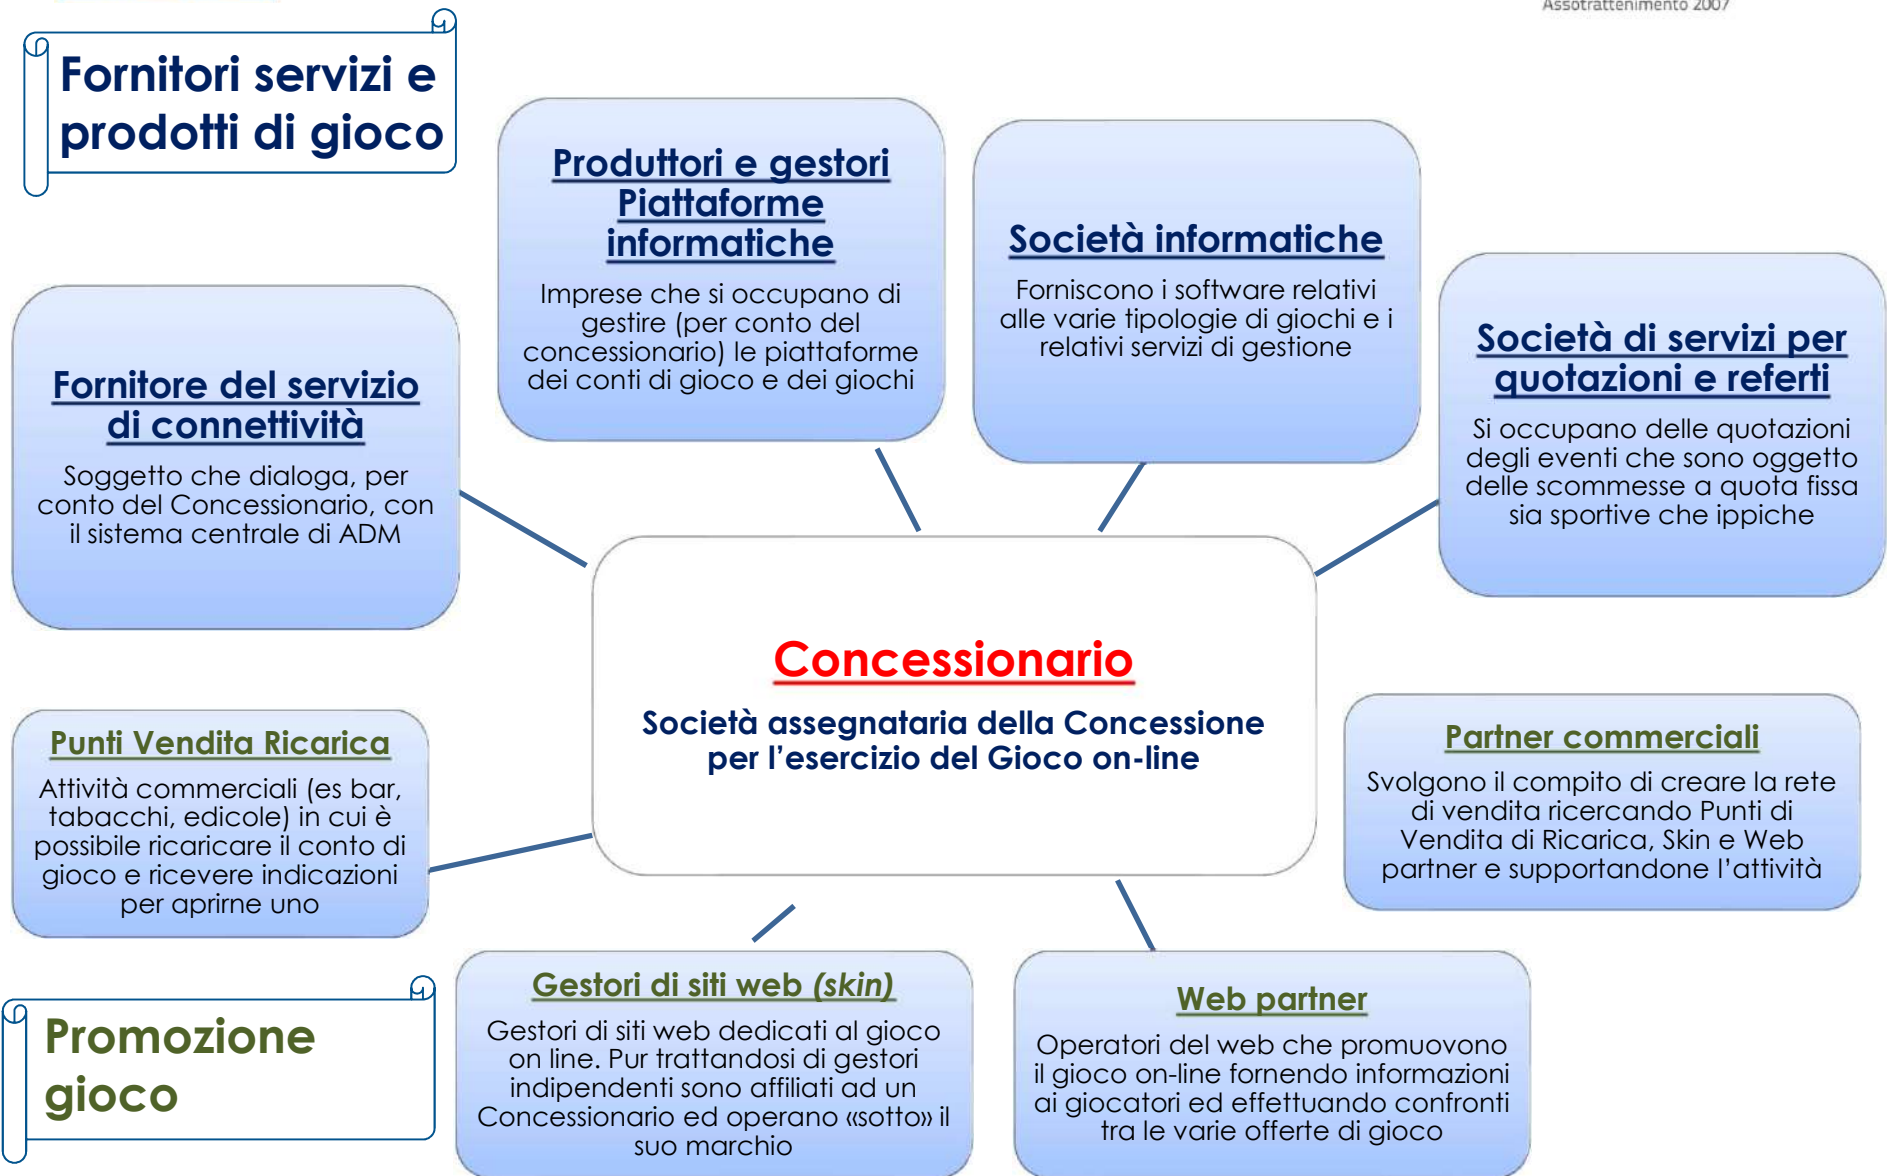 Assotrattenimento 2007
Fornitori servizi e
prodotti di gioco
Produttori e gestori
Piattaforme
informatiche
Imprese che si occupano di
gestire (per conto del
concessionario) le piattaforme
dei conti di gioco e dei giochi
Società informatiche
Forniscono i software relativi
alle varie tipologie di giochi e i
relativi servizi di gestione
Società di servizi per
quotazioni e referti
Si occupano delle quotazioni
degli eventi che sono oggetto
delle scommesse a quota fissa
sia sportive che ippiche
Fornitore del servizio
di connettività
Soggetto che dialoga, per
conto del Concessionario, con
il sistema centrale di ADM
Concessionario
Società assegnataria della Concessione
per l’esercizio del Gioco on-line
Punti Vendita Ricarica
Attività commerciali (es bar,
tabacchi, edicole) in cui è
possibile ricaricare il conto di
gioco e ricevere indicazioni
per aprirne uno
Partner commerciali
Svolgono il compito di creare la rete
di vendita ricercando Punti di
Vendita di Ricarica, Skin e Web
partner e supportandone l’attività
Gestori di siti web (skin)
Gestori di siti web dedicati al gioco
on line. Pur trattandosi di gestori
indipendenti sono affiliati ad un
Concessionario ed operano «sotto» il
suo marchio
Web partner
Operatori del web che promuovono
il gioco on-line fornendo informazioni
ai giocatori ed effettuando confronti
tra le varie offerte di gioco
Promozione
gioco